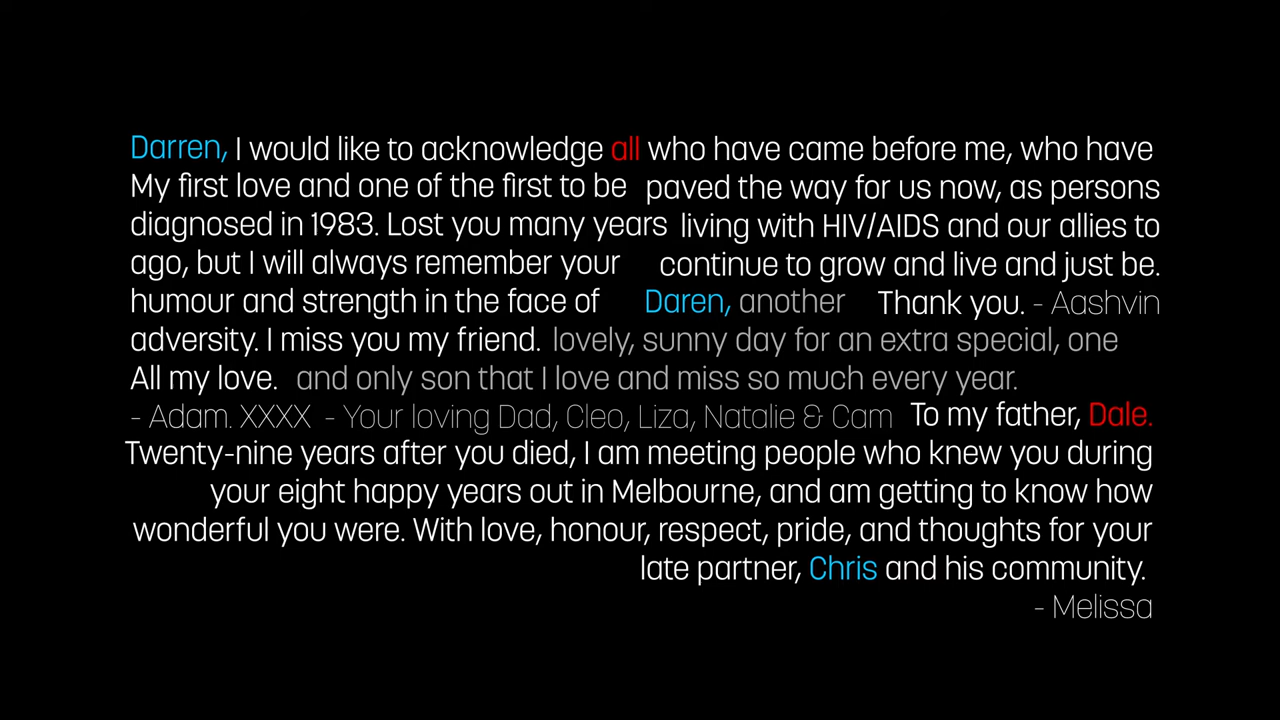 Darren,
My first love and one of the first to be
diagnosed in 1983. Lost you many years
ago, but I will always remember your
humour and strength in the face of
adversity. I miss you my friend.
All my love.
- Adam. XXXX
I would like to acknowledge all who have came before me, who have
paved the way for us now, as persons
living with HIV/AIDS and our allies to
continue to grow and live and just be.
Thank you. - Aashvin
Daren, another
lovely, sunny day for an extra special, one
and only son that I love and miss so much every year.
- Your loving Dad, Cleo, Liza, Natalie & Cam
To my father, Dale.
Twenty-nine years after you died, I am meeting people who knew you during
your eight happy years out in Melbourne, and am getting to know how
wonderful you were. With love, honour, respect, pride, and thoughts for your
late partner, Chris and his community.
- Melissa